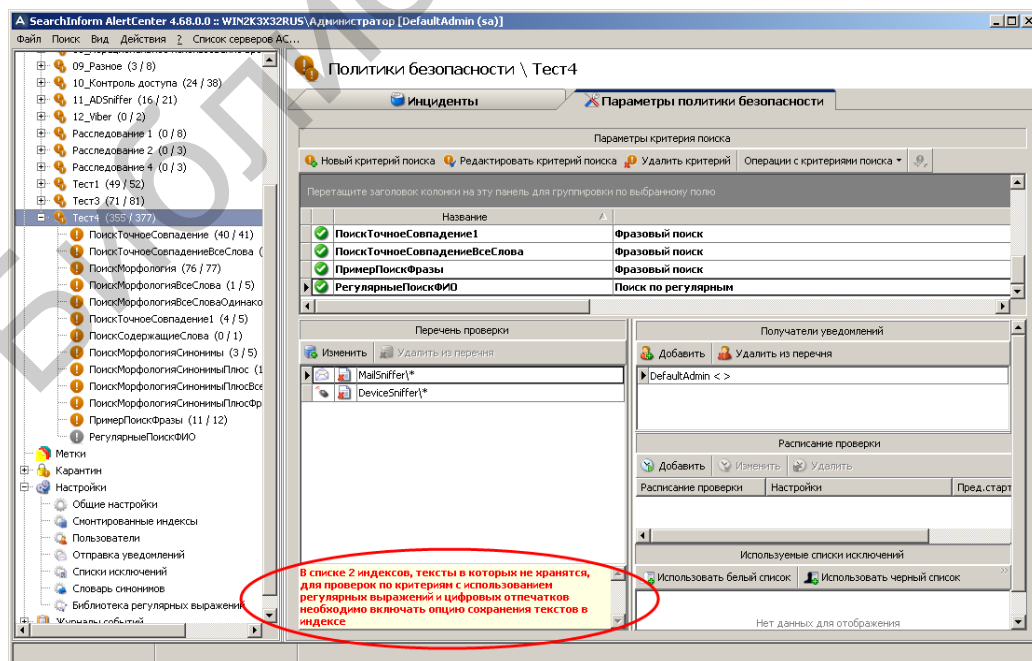 SearchInform AlertCenter 4.68.0.0 :: WIN2K3X32RUS\Администратор [DefaultAdmin (sa)]
Файл Поиск Вид Действия ? Список серверов AC...
09_Разное (3 / 8)
10_Контроль доступа (24 / 38)
11_ADSniffer (16 / 21)
12_Viber (0 / 2)
Расследование 1 (0 / 8)
Расследование 2 (0 / 3)
Расследование 4 (0 / 3)
Тест1 (49 / 52)
Тест3 (71 / 81)
Тест4 (355 / 377)
ПоискТочноеСовпадение (40 / 41)
ПоискТочноеСовпадениеВсеСлова (
ПоискМорфология (76 / 77)
ПоискМорфологияВсеСлова (1 / 5)
ПоискМорфологияВсеСловаОдинако
ПоискТочноеСовпадение1 (4 / 5)
ПоискСодержащиеСлова (0 / 1)
ПоискМорфологияСинонимы (3 / 5)
ПоискМорфологияСинонимыПлюс (1
ПоискМорфологияСинонимыПлюсВсе
ПоискМорфологияСинонимыПлюсФр
ПримерПоискФразы (11 / 12)
РегулярныеПоискФИО
Метки
Карантин
Настройки
Общие настройки
Смонтированные индексы
Пользователи
Отправка уведомлений
Списки исключений
Словарь синонимов
Библиотека регулярных выражений
Журналы событий
Политики безопасности \ Тест4
Инциденты
Параметры политики безопасности
Параметры критерия поиска
Новый критерий поиска Редактировать критерий поиска Удалить критерий Операции с критериями поиска
Перетащите заголовок колонки на эту панель для группировки по выбранному полю
Название
ПоискТочноеСовпадение1 Фразовый поиск
ПоискТочноеСовпадениеВсеСлова Фразовый поиск
ПримерПоискФразы Фразовый поиск
РегулярныеПоискФИО Поиск по регулярным
Перечень проверки
Изменить Удалить из перечня
MailSniffer\*
DeviceSniffer\*
В списке 2 индексов, тексты в которых не хранятся,
для проверок по критериям с использованием
регулярных выражений и цифровых отпечатков
необходимо включать опцию сохранения текстов в
индексе
Получатели уведомлений
Добавить Удалить из перечня
DefaultAdmin < >
Расписание проверки
Добавить Изменить Удалить
Расписание проверки Настройки Пред.старт
Используемые списки исключений
Использовать белый список Использовать черный список
Нет данных для отображения